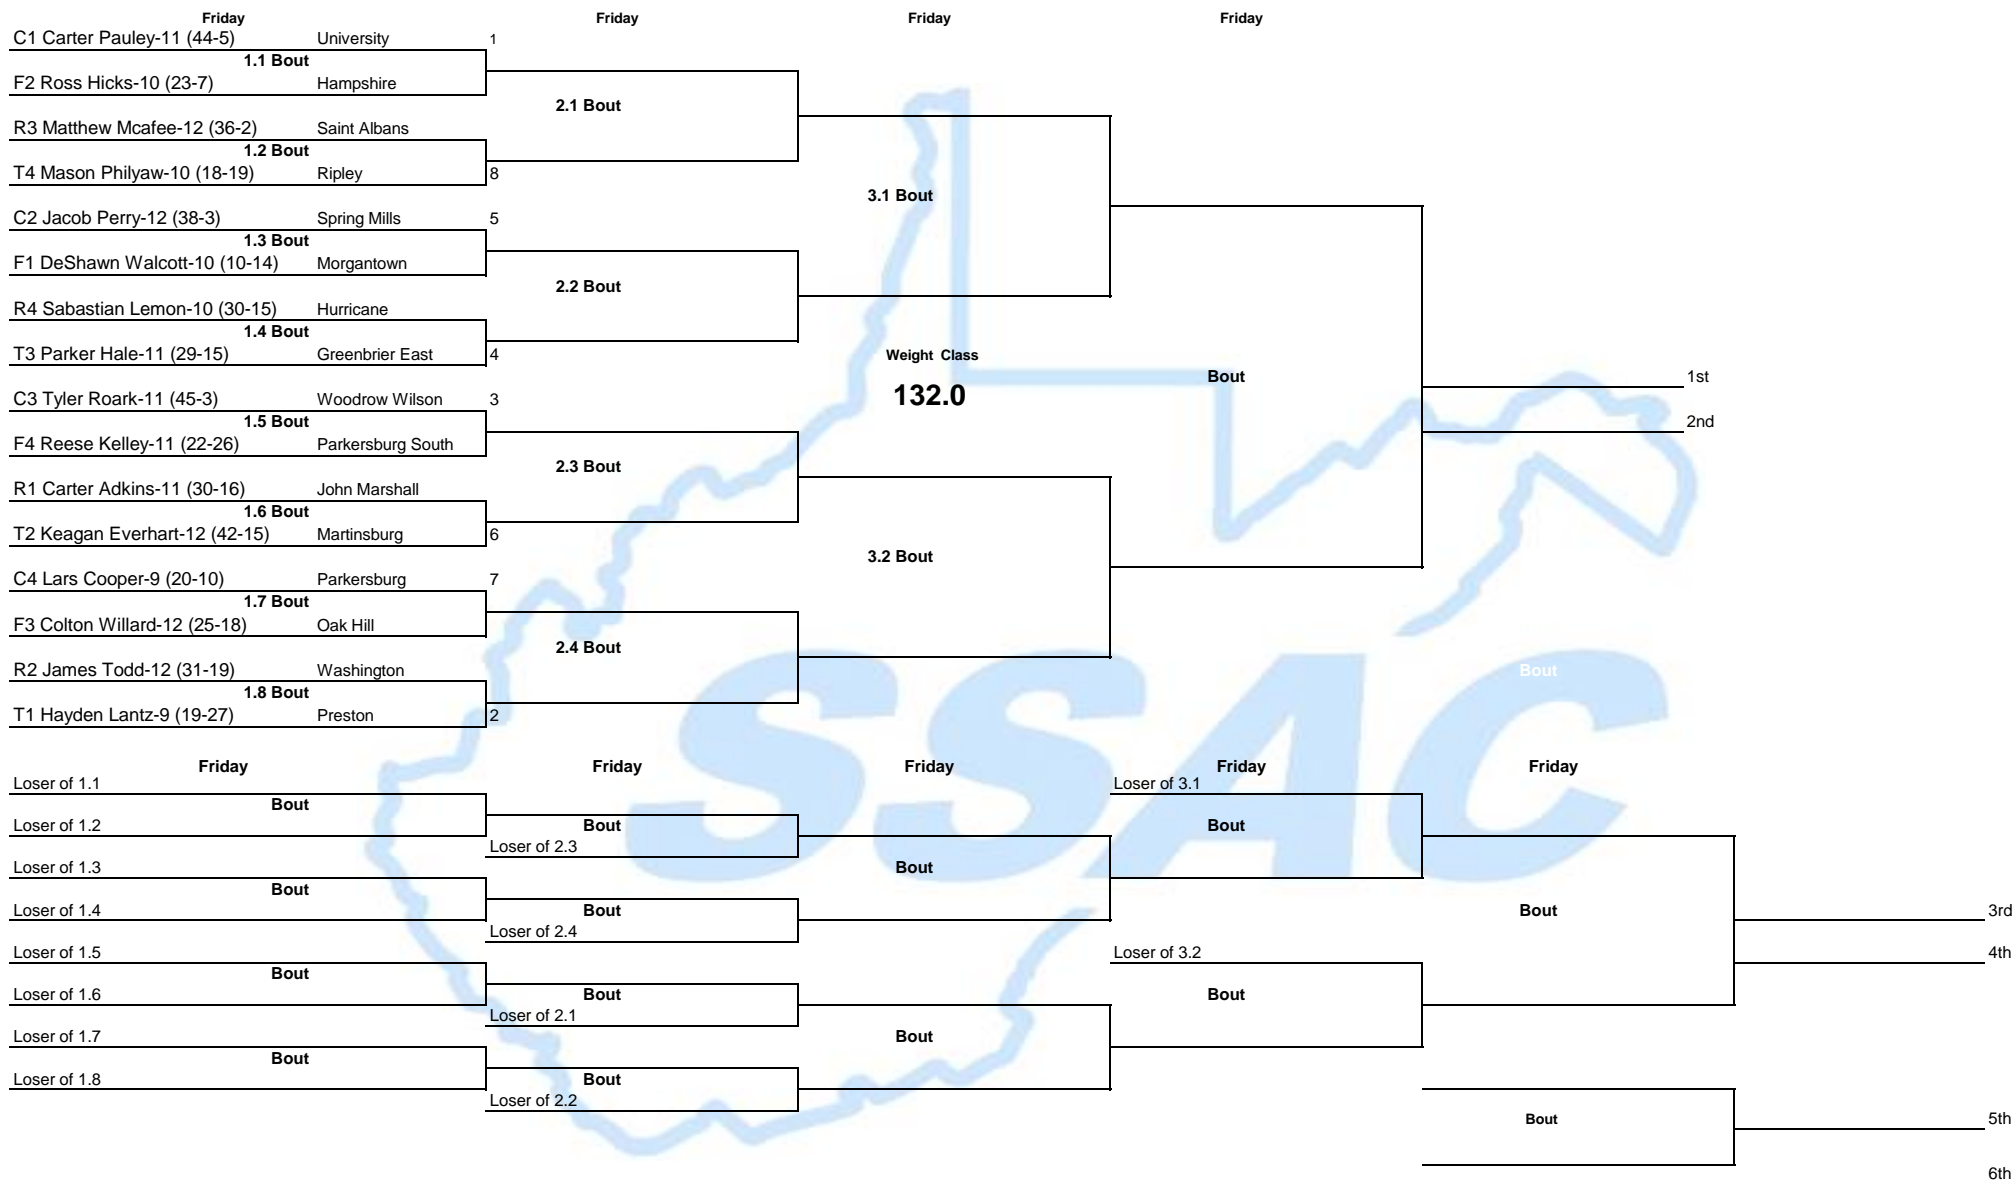 Friday Friday Friday Friday
C1 Carter Pauley-11 (44-5) University 1
1.1 Bout
F2 Ross Hicks-10 (23-7) Hampshire
2.1 Bout
R3 Matthew Mcafee-12 (36-2) Saint Albans
1.2 Bout
T4 Mason Philyaw-10 (18-19) Ripley 8
3.1 Bout
C2 Jacob Perry-12 (38-3) Spring Mills 5
1.3 Bout
F1 DeShawn Walcott-10 (10-14) Morgantown
2.2 Bout
R4 Sabastian Lemon-10 (30-15) Hurricane
1.4 Bout
T3 Parker Hale-11 (29-15) Greenbrier East 4
Weight Class
Bout 1st
132.0
C3 Tyler Roark-11 (45-3) Woodrow Wilson 3
1.5 Bout 2nd
F4 Reese Kelley-11 (22-26) Parkersburg South
2.3 Bout
R1 Carter Adkins-11 (30-16) John Marshall
1.6 Bout
T2 Keagan Everhart-12 (42-15) Martinsburg 6
3.2 Bout
C4 Lars Cooper-9 (20-10) Parkersburg 7
1.7 Bout
F3 Colton Willard-12 (25-18) Oak Hill
2.4 Bout
R2 James Todd-12 (31-19) Washington Bout
1.8 Bout
T1 Hayden Lantz-9 (19-27) Preston 2
SSAC
Friday Friday Friday Friday Friday
Loser of 1.1 Loser of 3.1
Bout
Loser of 1.2 Bout Bout
Loser of 2.3
Loser of 1.3 Bout
Bout
Loser of 1.4 Bout Bout 3rd
Loser of 2.4
Loser of 1.5 Loser of 3.2 4th
Bout
Loser of 1.6 Bout Bout
Loser of 2.1
Loser of 1.7 Bout
Bout
Loser of 1.8 Bout
Loser of 2.2
Bout 5th
6th